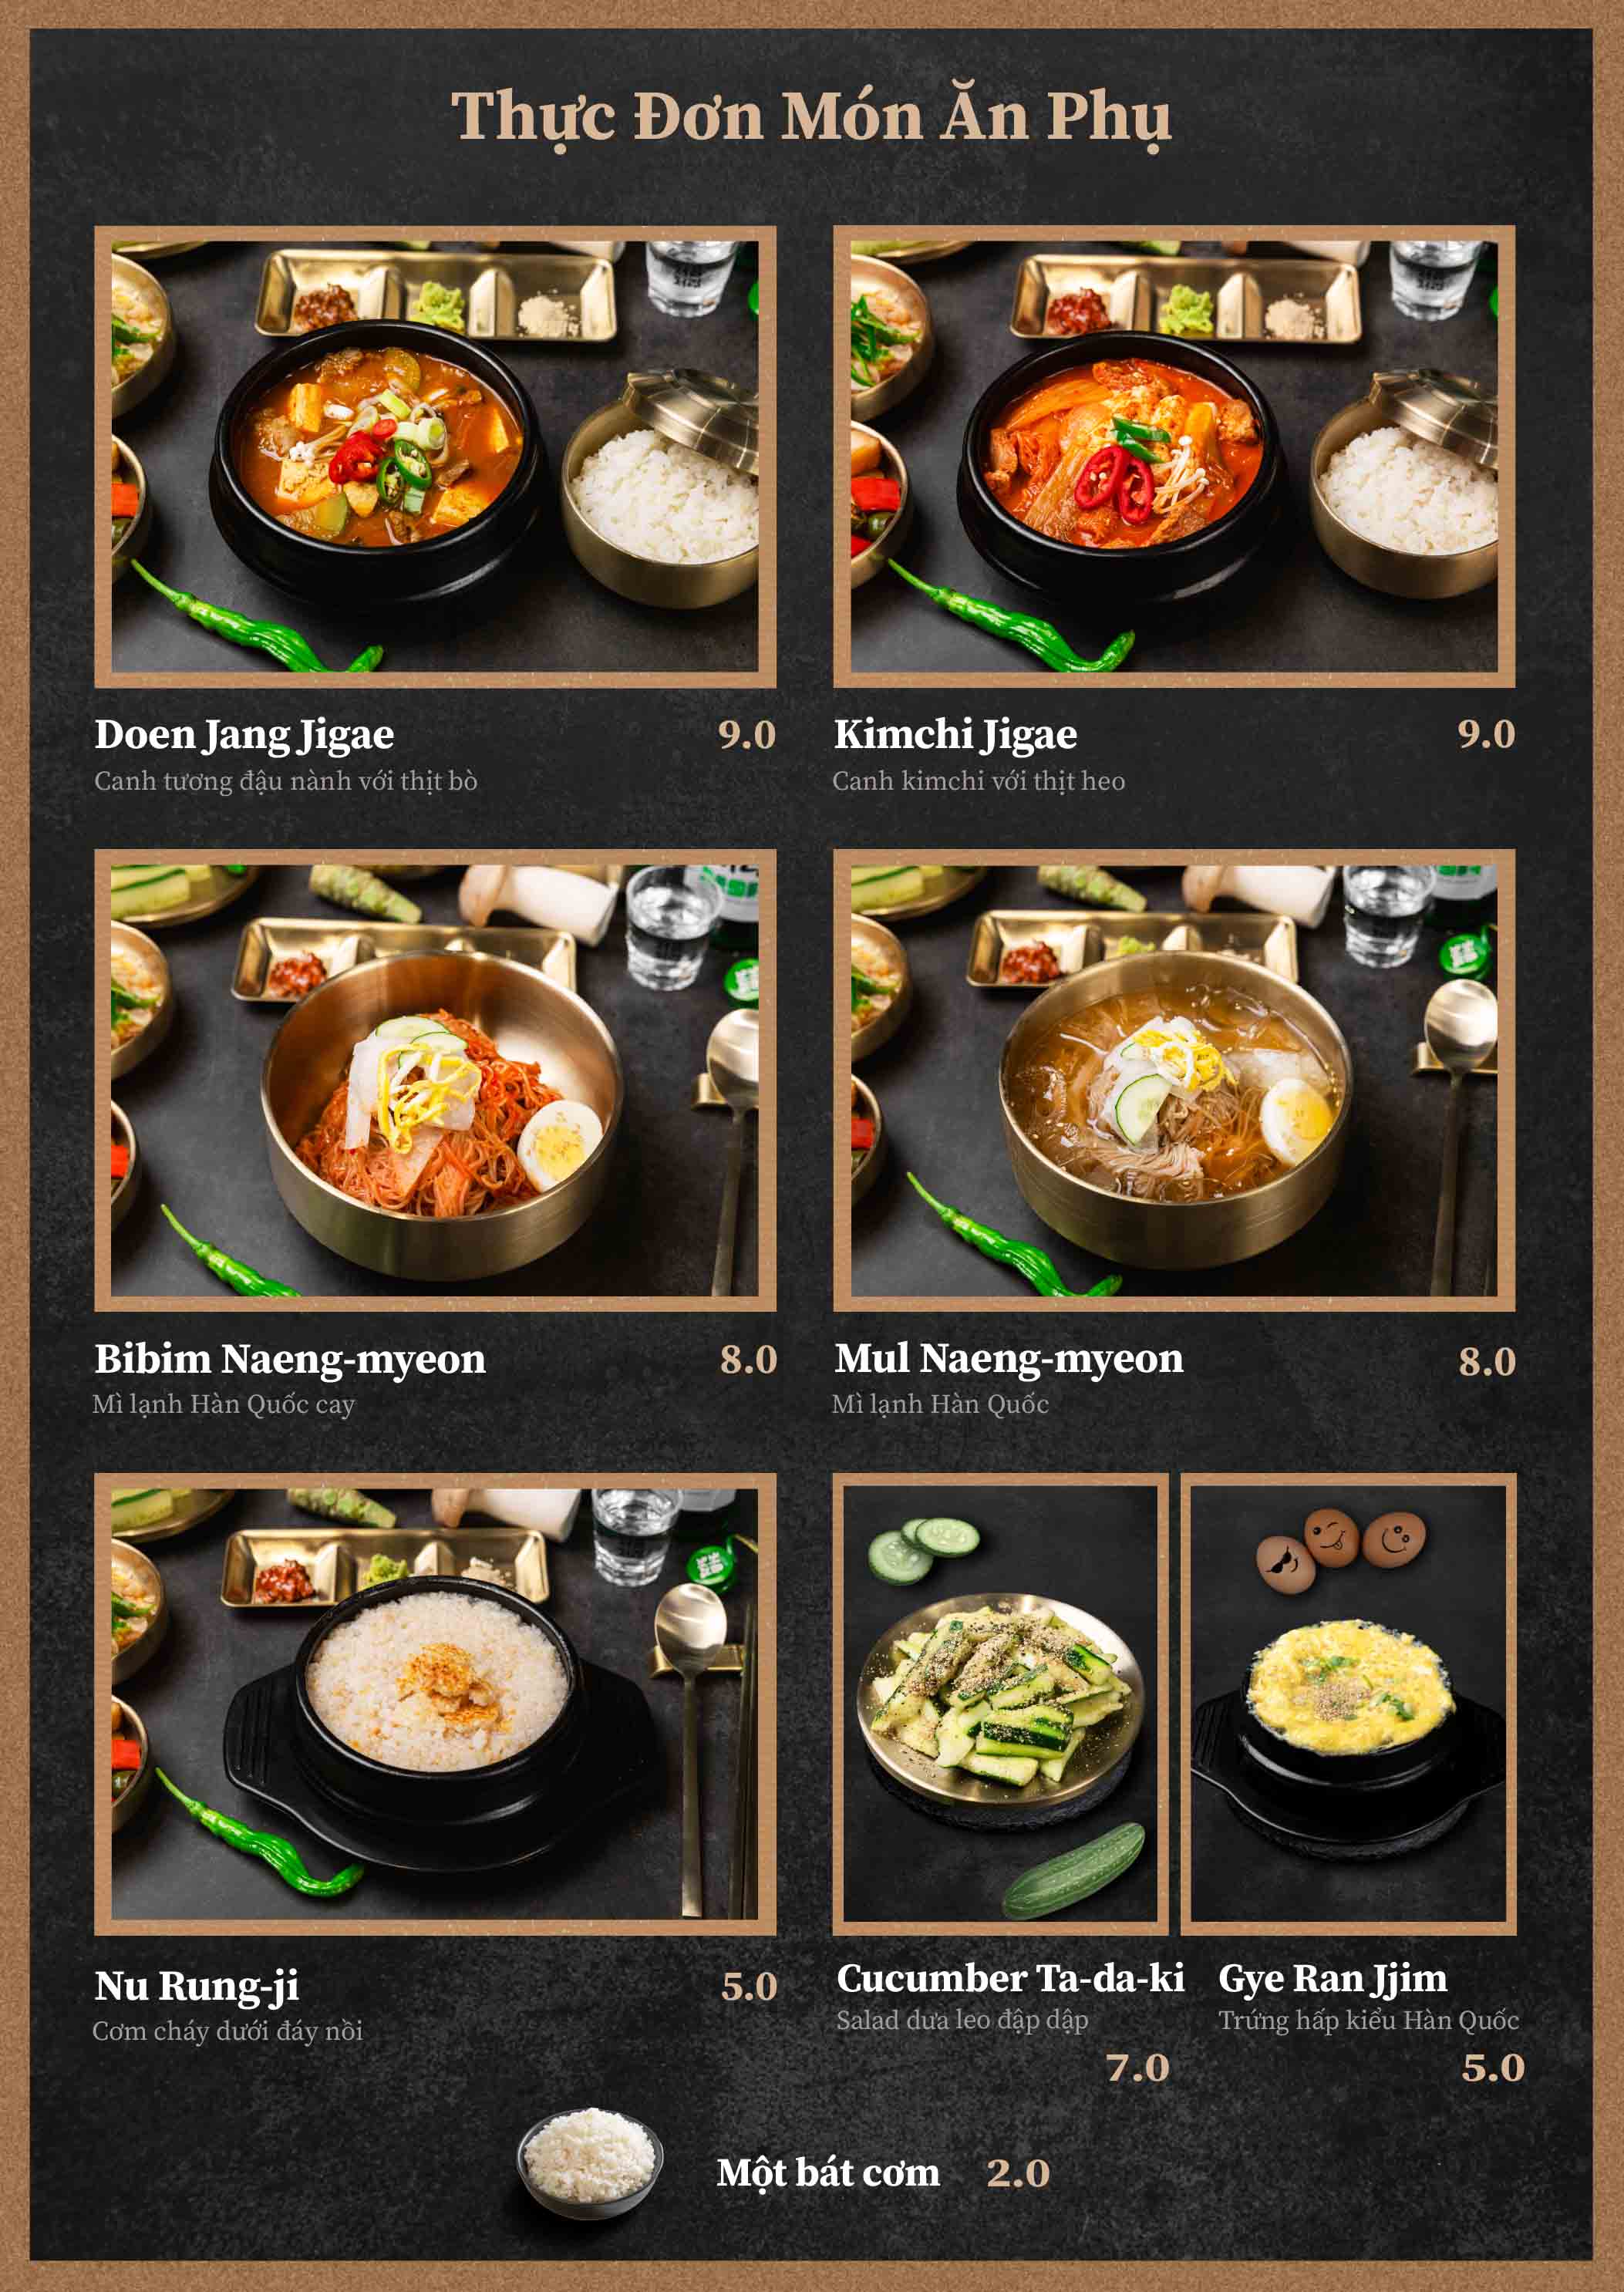 Thực Đơn Món Ăn Phụ
Doen Jang Jigae 9.0
Canh tương đậu nành với thịt bò
Kimchi Jigae 9.0
Canh kimchi với thịt heo
Bibim Naeng-myeon 8.0
Mì lạnh Hàn Quốc cay
Mul Naeng-myeon 8.0
Mì lạnh Hàn Quốc
Nu Rung-ji 5.0
Cơm cháy dưới đáy nồi
Cucumber Ta-da-ki
Salad dưa leo đập dập
7.0
Gye Ran Jjim
Trứng hấp kiểu Hàn Quốc
5.0
Một bát cơm 2.0